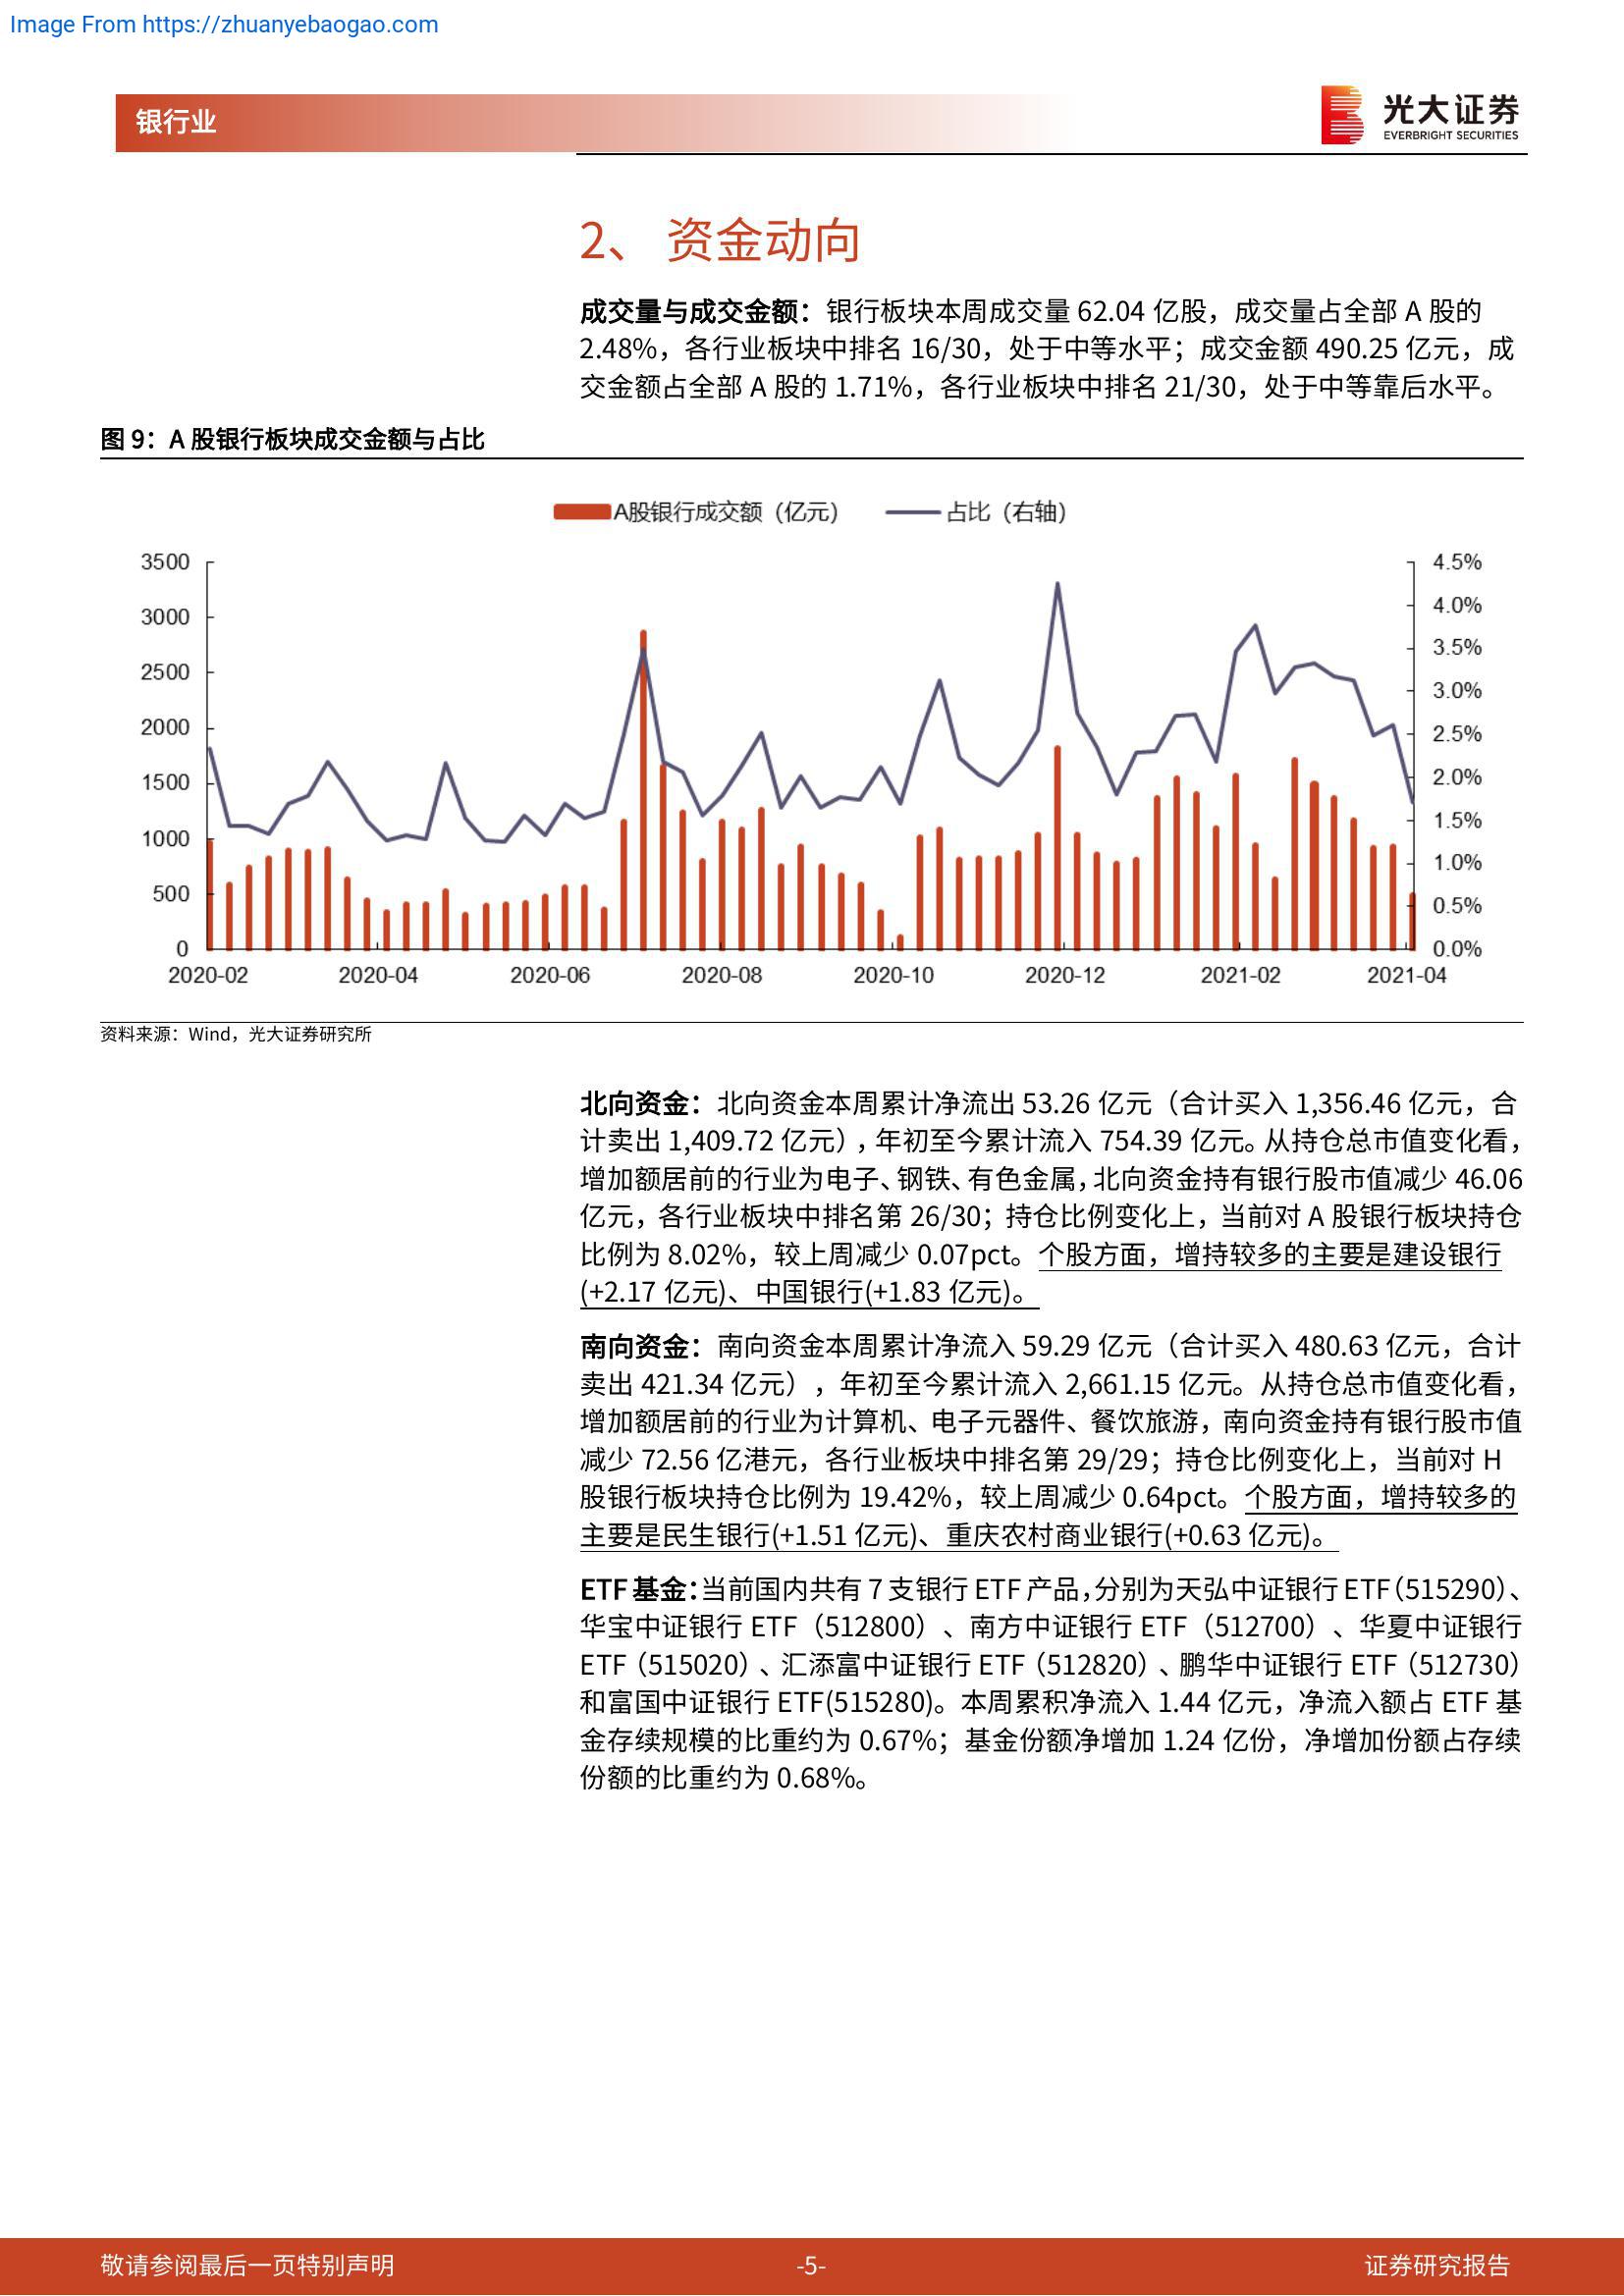 Image From https://zhuanyebaogao.com
银行业
光大证券
EVERBRIGHT SECURITIES
2、 资金动向
成交量与成交金额：银行板块本周成交量 62.04 亿股，成交量占全部 A 股的
2.48%，各行业板块中排名 16/30，处于中等水平；成交金额 490.25 亿元，成
交金额占全部 A 股的 1.71%，各行业板块中排名 21/30，处于中等靠后水平。
图 9：A 股银行板块成交金额与占比
A股银行成交额（亿元） 占比（右轴）
3500 4.5%
3000 4.0%
2500 3.5%
2000 3.0%
1500 2.5%
1000 2.0%
500 1.5%
0 1.0%
0.5%
0.0%
2020-02 2020-04 2020-06 2020-08 2020-10 2020-12 2021-02 2021-04
资料来源：Wind，光大证券研究所
北向资金：北向资金本周累计净流出 53.26 亿元（合计买入 1,356.46 亿元，合
计卖出 1,409.72 亿元），年初至今累计流入 754.39 亿元。从持仓总市值变化看，
增加额居前的行业为电子、钢铁、有色金属，北向资金持有银行股市值减少 46.06
亿元，各行业板块中排名第 26/30；持仓比例变化上，当前对 A 股银行板块持仓
比例为 8.02%，较上周减少 0.07pct。个股方面，增持较多的主要是建设银行
(+2.17 亿元)、中国银行(+1.83 亿元)。
南向资金：南向资金本周累计净流入 59.29 亿元（合计买入 480.63 亿元，合计
卖出 421.34 亿元），年初至今累计流入 2,661.15 亿元。从持仓总市值变化看，
增加额居前的行业为计算机、电子元器件、餐饮旅游，南向资金持有银行股市值
减少 72.56 亿港元，各行业板块中排名第 29/29；持仓比例变化上，当前对 H
股银行板块持仓比例为 19.42%，较上周减少 0.64pct。个股方面，增持较多的
主要是民生银行(+1.51 亿元)、重庆农村商业银行(+0.63 亿元)。
ETF 基金：当前国内共有 7 支银行 ETF 产品，分别为天弘中证银行 ETF（515290）、
华宝中证银行 ETF（512800）、南方中证银行 ETF（512700）、华夏中证银行
ETF（515020）、汇添富中证银行 ETF（512820）、鹏华中证银行 ETF（512730）
和富国中证银行 ETF(515280)。本周累积净流入 1.44 亿元，净流入额占 ETF 基
金存续规模的比重约为 0.67%；基金份额净增加 1.24 亿份，净增加份额占存续
份额的比重约为 0.68%。
敬请参阅最后一页特别声明 -5- 证券研究报告